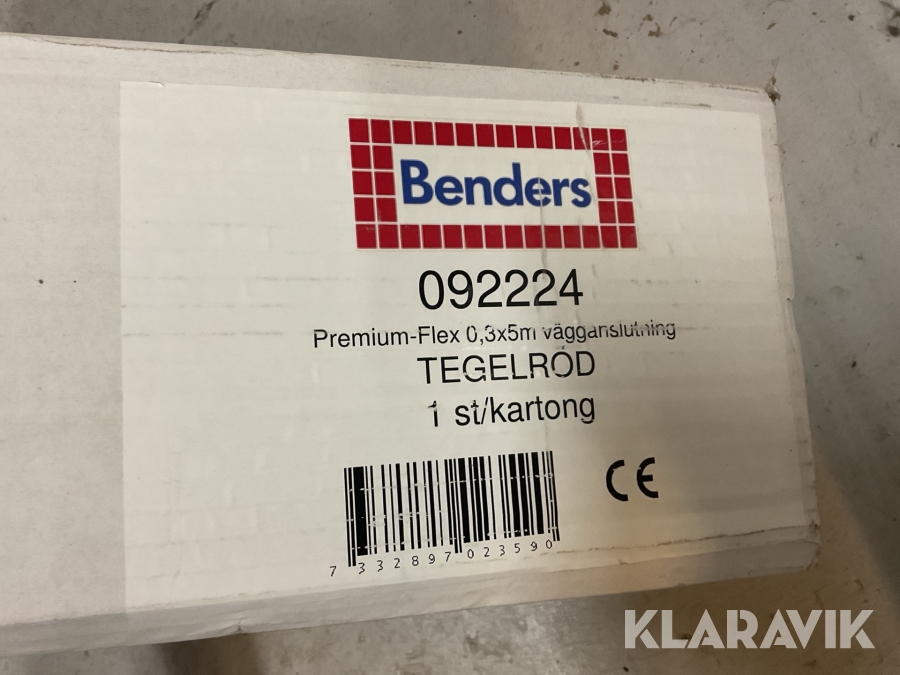 Benders
092224
Premium-Flex 0,3x5m vägganslutning
TEGELRÖD
1 st/kartong
CE
7 332897 023590
KLARAVIK